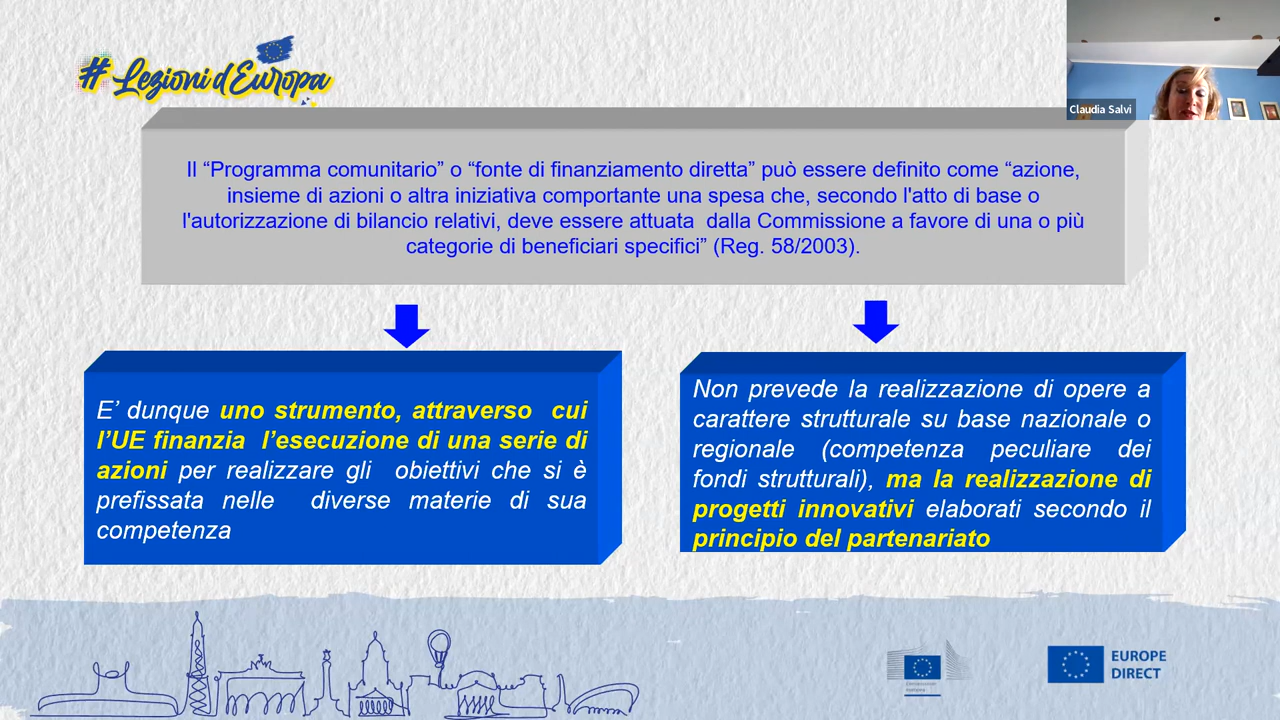 # Lezioni d'Europa
Claudia Salvi
Il “Programma comunitario” o “fonte di finanziamento diretta” può essere definito come “azione,
insieme di azioni o altra iniziativa comportante una spesa che, secondo l'atto di base o
l'autorizzazione di bilancio relativi, deve essere attuata dalla Commissione a favore di una o più
categorie di beneficiari specifici” (Reg. 58/2003).
E’ dunque uno strumento, attraverso cui
l’UE finanzia l’esecuzione di una serie di
azioni per realizzare gli obiettivi che si è
prefissata nelle diverse materie di sua
competenza
Non prevede la realizzazione di opere a
carattere strutturale su base nazionale o
regionale (competenza peculiare dei
fondi strutturali), ma la realizzazione di
progetti innovativi elaborati secondo il
principio del partenariato
Commissione
europea
EUROPE
DIRECT